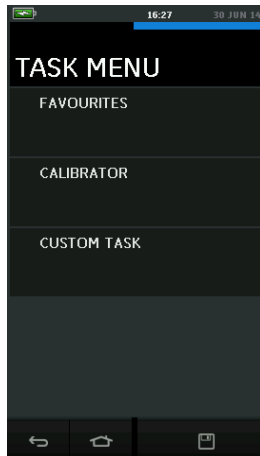 16:27 30 JUN 14
TASK MENU
FAVOURITES
CALIBRATOR
CUSTOM TASK